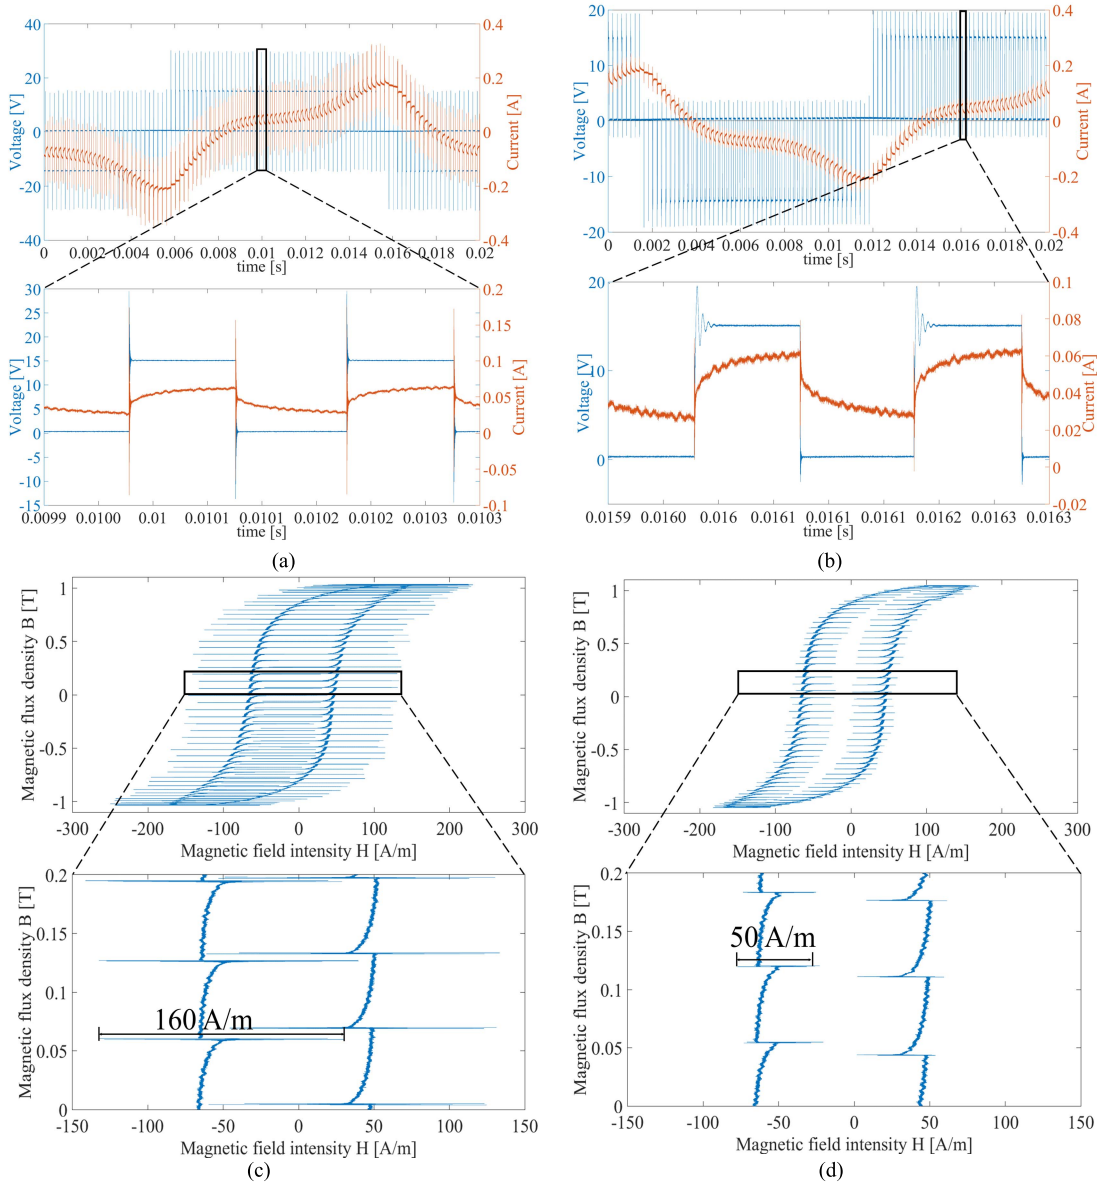 40
20
0
-20
-40
Voltage [V]
0.4
0.2
0
-0.2
-0.4
Current [A]
0 0.002 0.004 0.006 0.008 0.01 0.012 0.014 0.016 0.018 0.02
time [s]
20
10
0
-10
-20
Voltage [V]
0.4
0.2
0
-0.2
-0.4
Current [A]
0 0.002 0.004 0.006 0.008 0.01 0.012 0.014 0.016 0.018 0.02
time [s]
30
25
20
15
10
5
0
-5
-10
-15
Voltage [V]
0.2
0.15
0.1
0.05
0
-0.05
-0.1
Current [A]
0.0099 0.0100 0.01 0.0101 0.0101 0.0102 0.0102 0.0103 0.0103
time [s]
(a)
20
10
0
Voltage [V]
0.1
0.08
0.06
0.04
0.02
0
-0.02
Current [A]
0.0159 0.0160 0.016 0.0161 0.0161 0.0162 0.0163 0.0163
time [s]
(b)
1
0.5
0
-0.5
-1
Magnetic flux density B [T]
-300 -200 -100 0 100 200 300
Magnetic field intensity H [A/m]
1
0.5
0
-0.5
-1
Magnetic flux density B [T]
-300 -200 -100 0 100 200 300
Magnetic field intensity H [A/m]
0.2
0.15
0.1
0.05
0
Magnetic flux density B [T]
160 A/m
-150 -100 -50 0 50 100 150
Magnetic field intensity H [A/m]
(c)
0.2
0.15
0.1
0.05
0
Magnetic flux density B [T]
50 A/m
-150 -100 -50 0 50 100 150
Magnetic field intensity H [A/m]
(d)